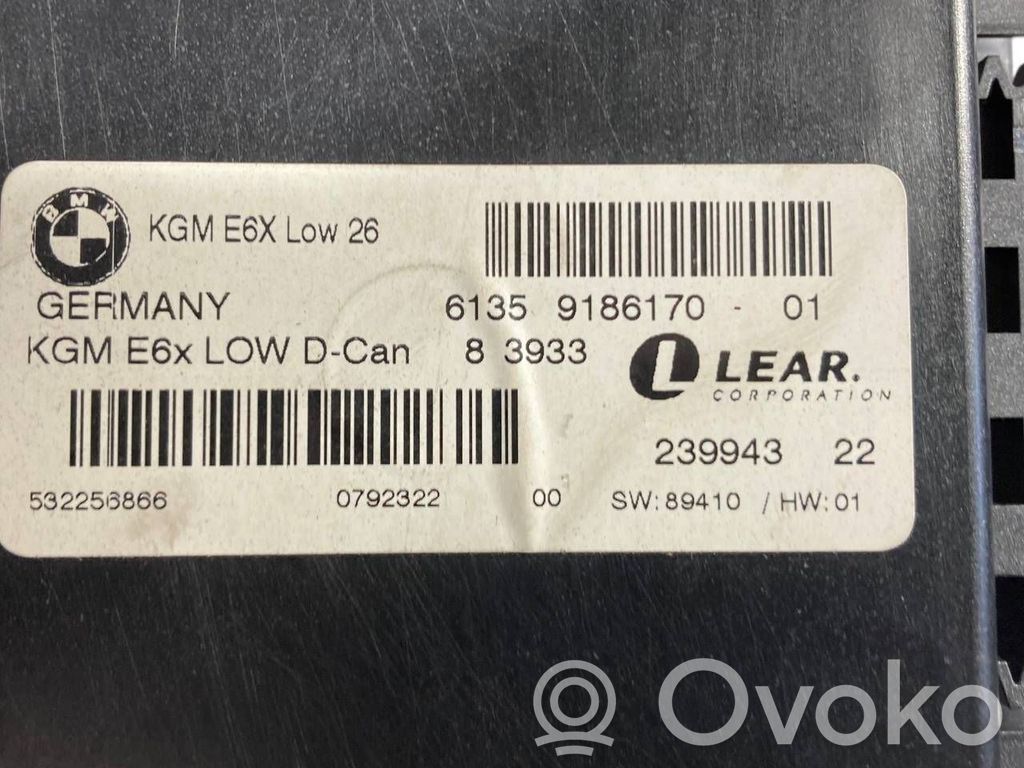 BMW
KGM E6X Low 26
GERMANY 6135 9186170 - 01
KGM E6x LOW D-Can 8 3933
LEAR.
CORPORATION
239943 22
532256866 0792322 00 SW:89410 / HW:01
Ovoko